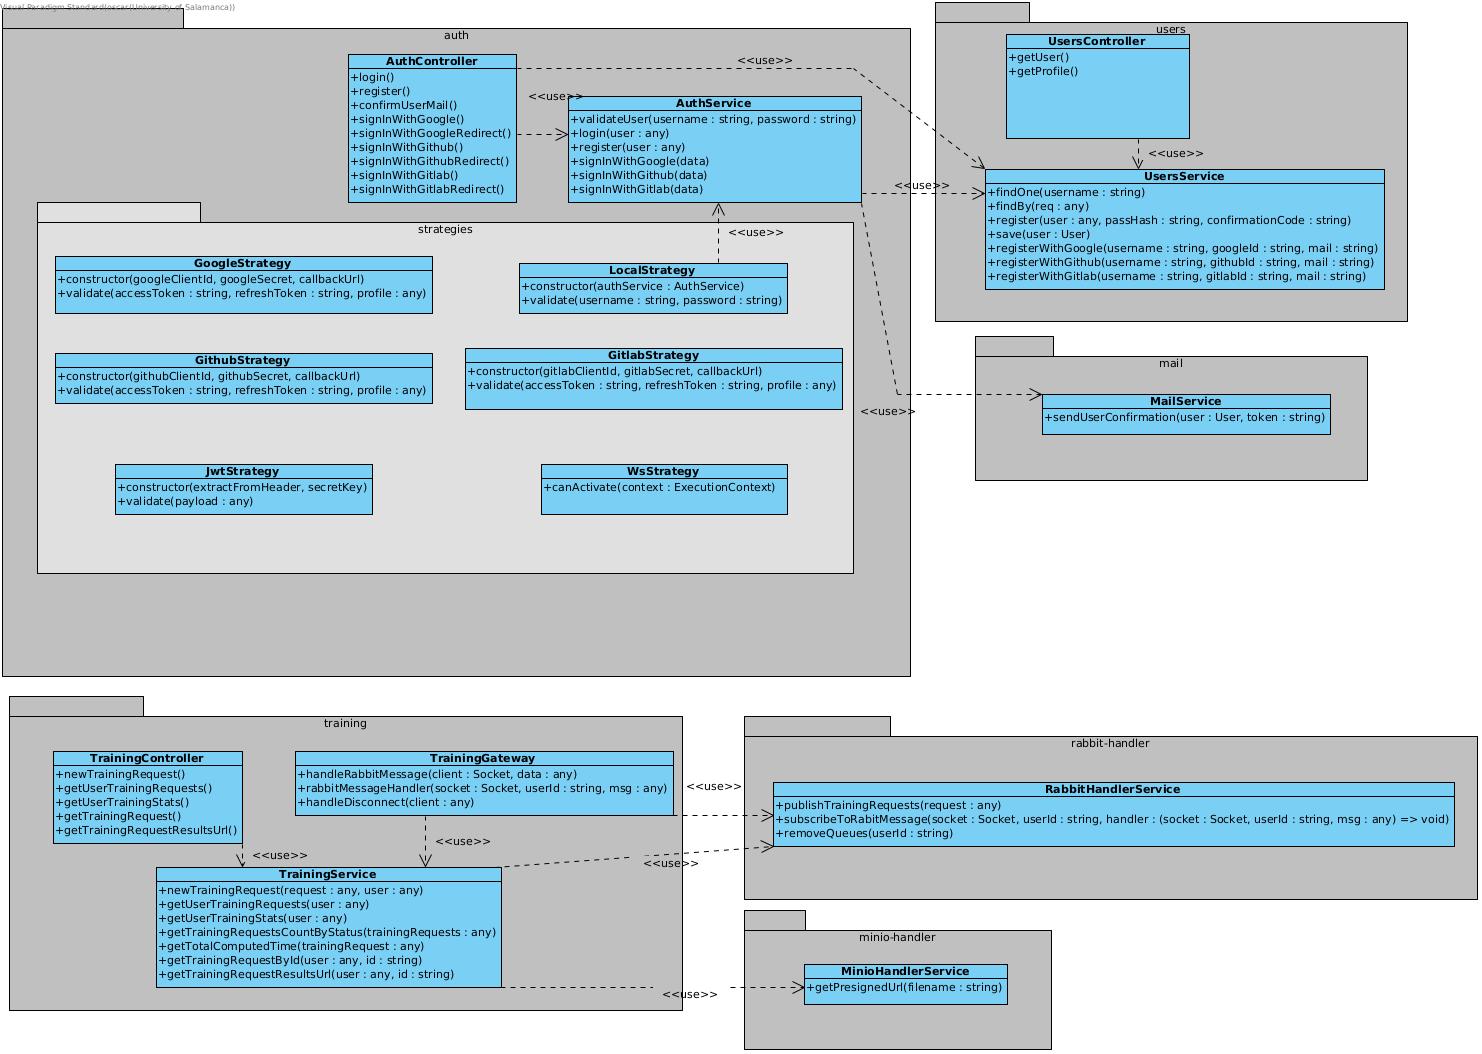 Visual Paradigm Standard(oscar(University of Salamanca))
auth
AuthController
+login()
+register()
+confirmUserMail()
+signInWithGoogle()
+signInWithGoogleRedirect()
+signInWithGithub()
+signInWithGithubRedirect()
+signInWithGitlab()
+signInWithGitlabRedirect()
<<use>>
<<use>>
AuthService
+validateUser(username : string, password : string)
+login(user : any)
+register(user : any)
+signInWithGoogle(data)
+signInWithGithub(data)
+signInWithGitlab(data)
<<use>>
<<use>>
<<use>>
strategies
GoogleStrategy
+constructor(googleClientId, googleSecret, callbackUrl)
+validate(accessToken : string, refreshToken : string, profile : any)
LocalStrategy
+constructor(authService : AuthService)
+validate(username : string, password : string)
GithubStrategy
+constructor(githubClientId, githubSecret, callbackUrl)
+validate(accessToken : string, refreshToken : string, profile : any)
GitlabStrategy
+constructor(gitlabClientId, gitlabSecret, callbackUrl)
+validate(accessToken : string, refreshToken : string, profile : any)
JwtStrategy
+constructor(extractFromHeader, secretKey)
+validate(payload : any)
WsStrategy
+canActivate(context : ExecutionContext)
users
UsersController
+getUser()
+getProfile()
<<use>>
UsersService
+findOne(username : string)
+findBy(req : any)
+register(user : any, passHash : string, confirmationCode : string)
+save(user : User)
+registerWithGoogle(username : string, googleId : string, mail : string)
+registerWithGithub(username : string, githubId : string, mail : string)
+registerWithGitlab(username : string, gitlabId : string, mail : string)
mail
MailService
+sendUserConfirmation(user : User, token : string)
training
TrainingController
+newTrainingRequest()
+getUserTrainingRequests()
+getUserTrainingStats()
+getTrainingRequest()
+getTrainingRequestResultsUrl()
TrainingGateway
+handleRabbitMessage(client : Socket, data : any)
+rabbitMessageHandler(socket : Socket, userId : string, msg : any)
+handleDisconnect(client : any)
<<use>>
<<use>>
<<use>>
<<use>>
TrainingService
+newTrainingRequest(request : any, user : any)
+getUserTrainingRequests(user : any)
+getUserTrainingStats(user : any)
+getTrainingRequestsCountByStatus(trainingRequests : any)
+getTotalComputedTime(trainingRequest : any)
+getTrainingRequestById(user : any, id : string)
+getTrainingRequestResultsUrl(user : any, id : string)
<<use>>
rabbit-handler
RabbitHandlerService
+publishTrainingRequests(request : any)
+subscribeToRabitMessage(socket : Socket, userId : string, handler : (socket : Socket, userId : string, msg : any) => void)
+removeQueues(userId : string)
minio-handler
MinioHandlerService
+getPresignedUrl(filename : string)